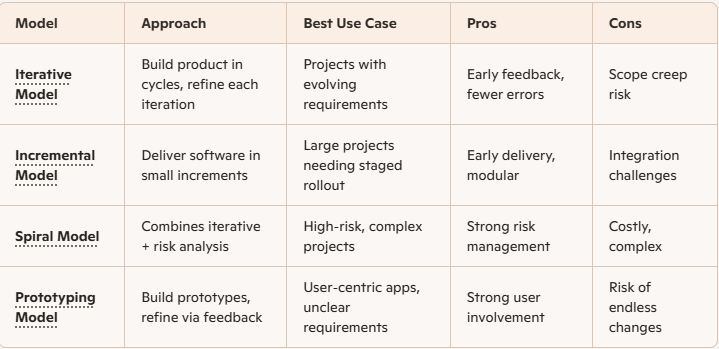 Model Approach Best Use Case Pros Cons
Iterative
Model
Build product in
cycles, refine each
iteration
Projects with
evolving
requirements
Early feedback,
fewer errors
Scope creep
risk
Incremental
Model
Deliver software in
small increments
Large projects
needing staged
rollout
Early delivery,
modular
Integration
challenges
Spiral Model
Combines iterative
+ risk analysis
High-risk, complex
projects
Strong risk
management
Costly,
complex
Prototyping
Model
Build prototypes,
refine via feedback
User-centric apps,
unclear
requirements
Strong user
involvement
Risk of
endless
changes